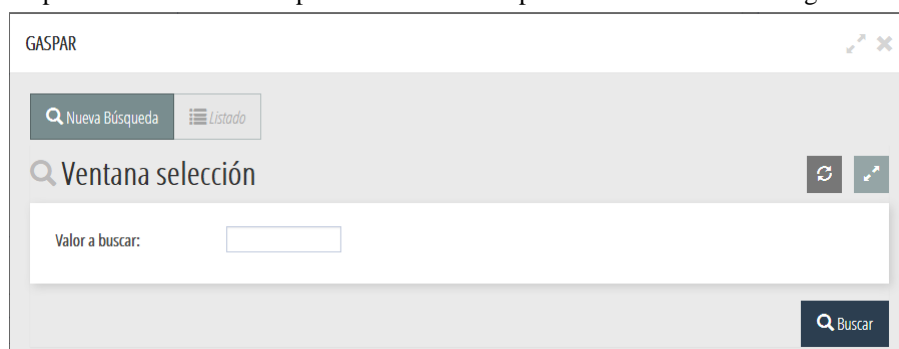 GASPAR
Nueva Búsqueda
Listado
Ventana selección
Valor a buscar:
Buscar